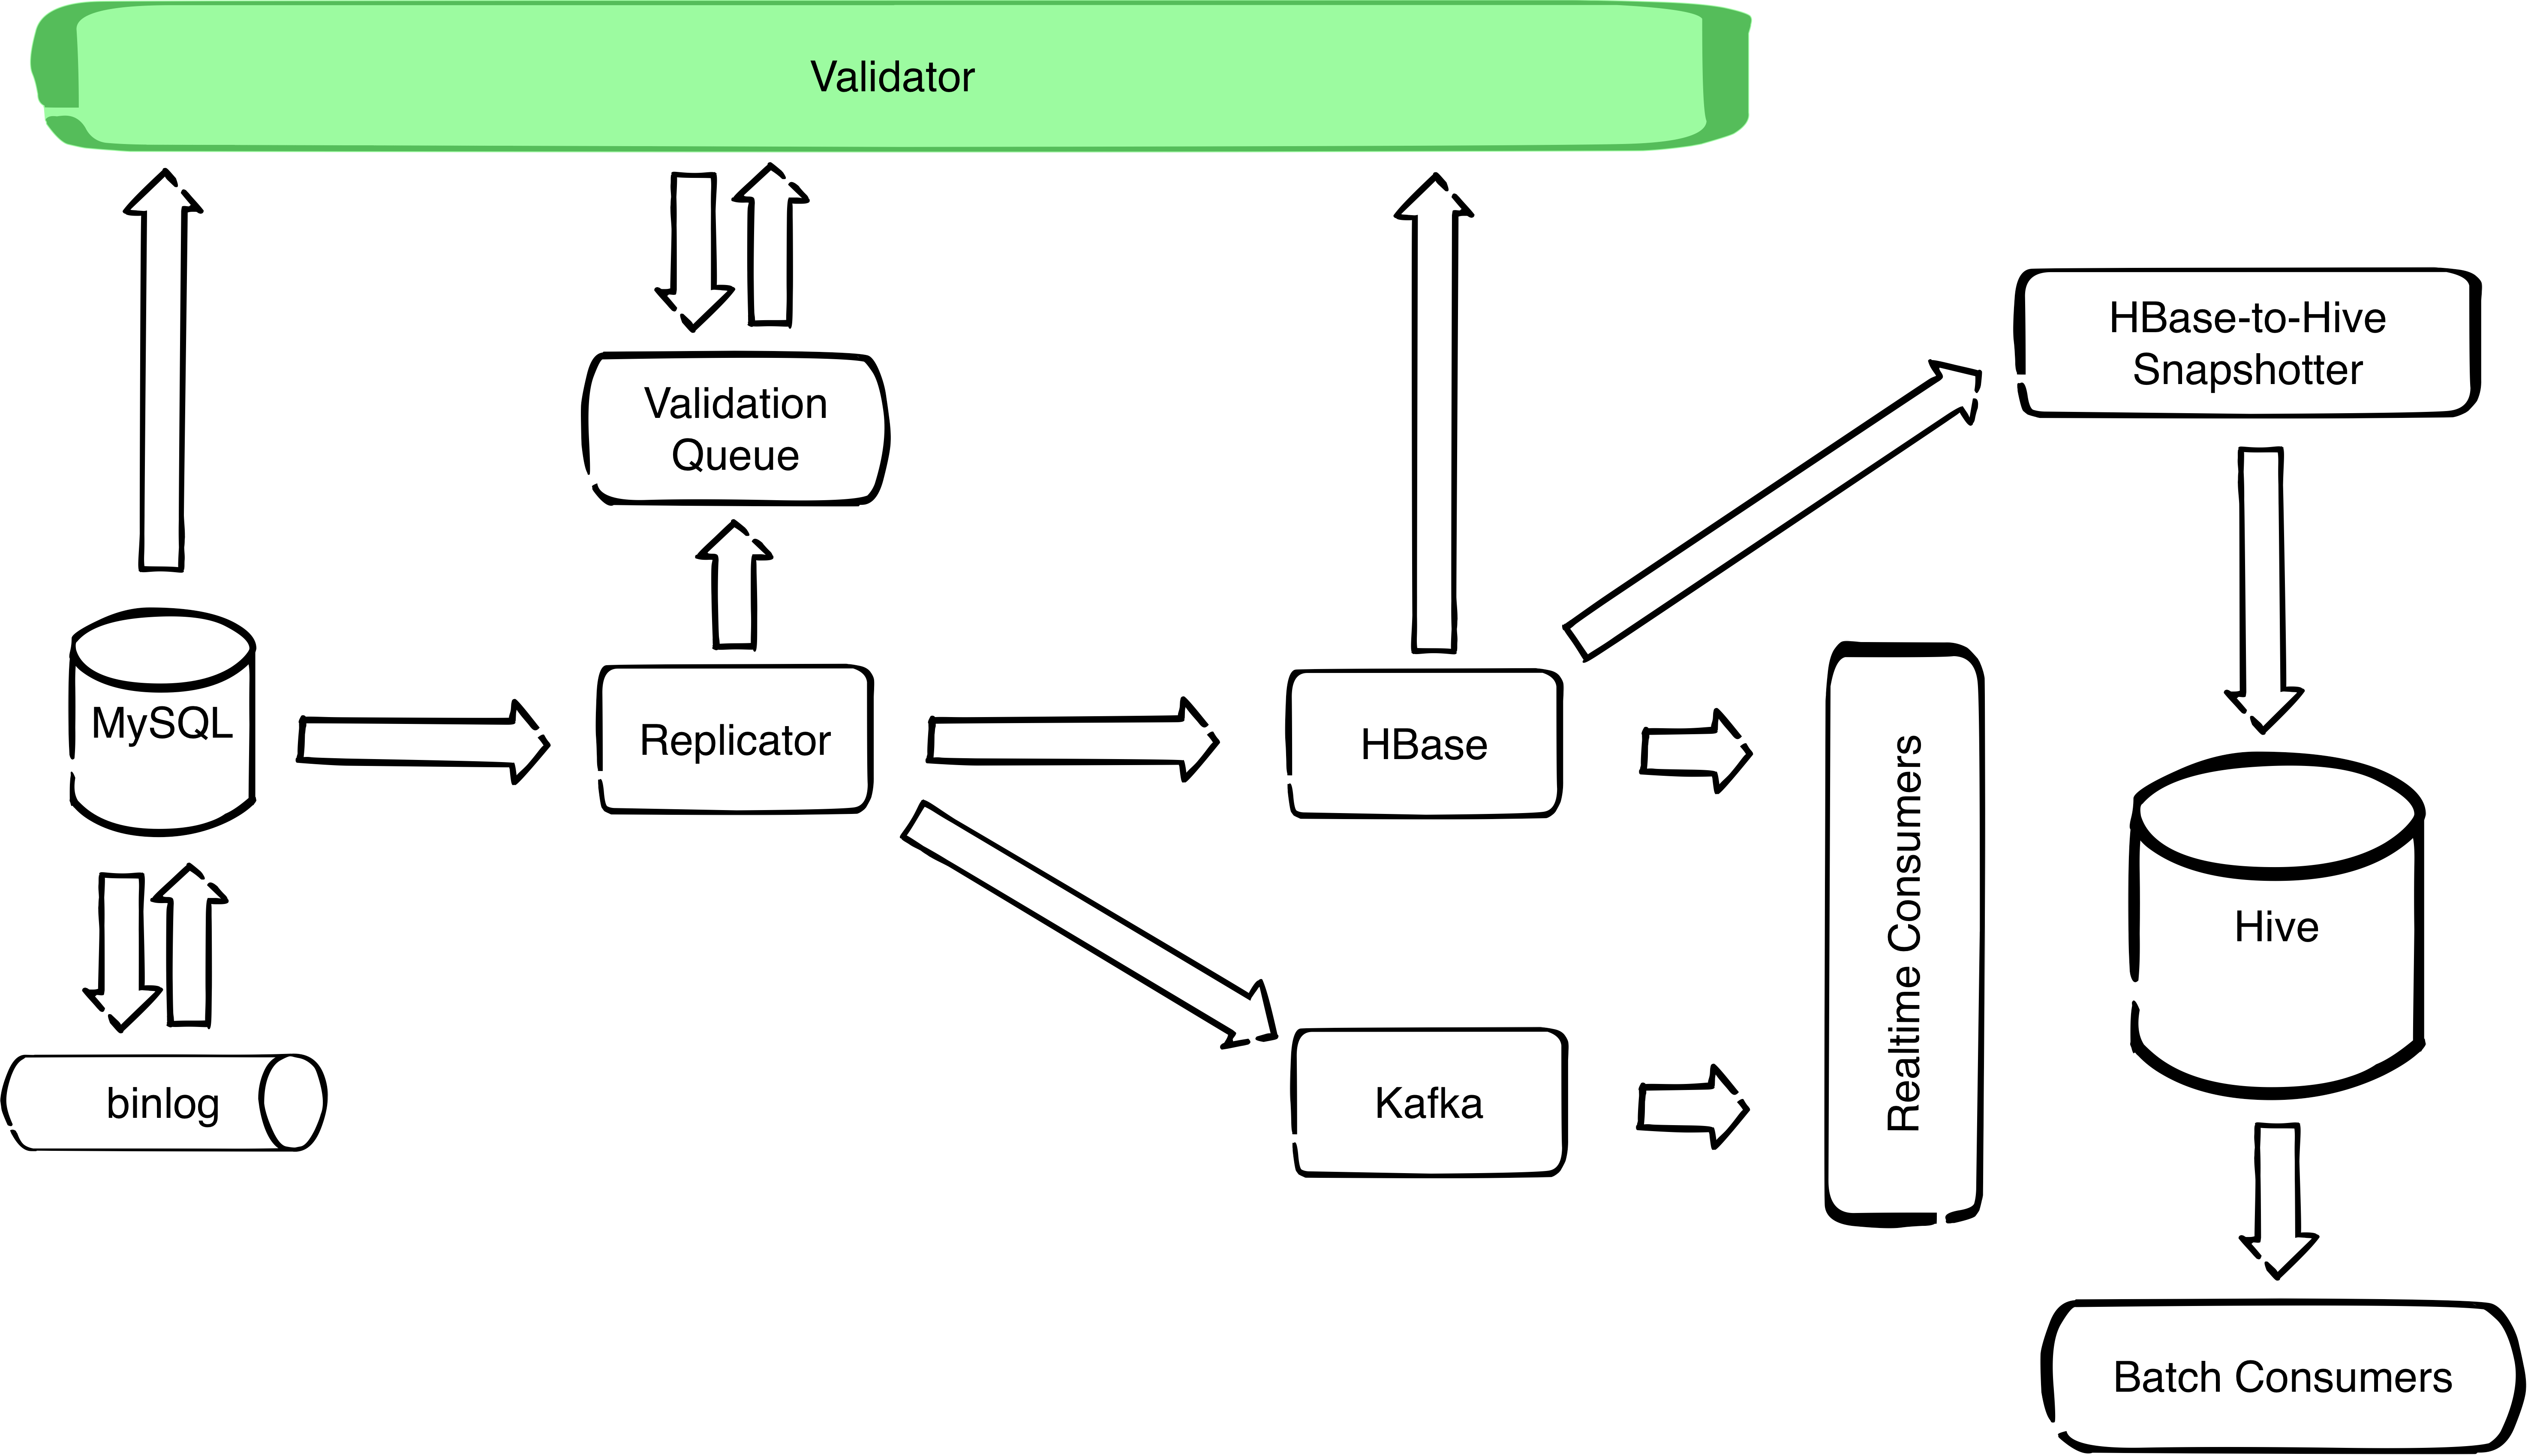 Validator
Validation
Queue
HBase-to-Hive
Snapshotter
MySQL
Replicator
HBase
Realtime Consumers
Hive
binlog
Kafka
Batch Consumers